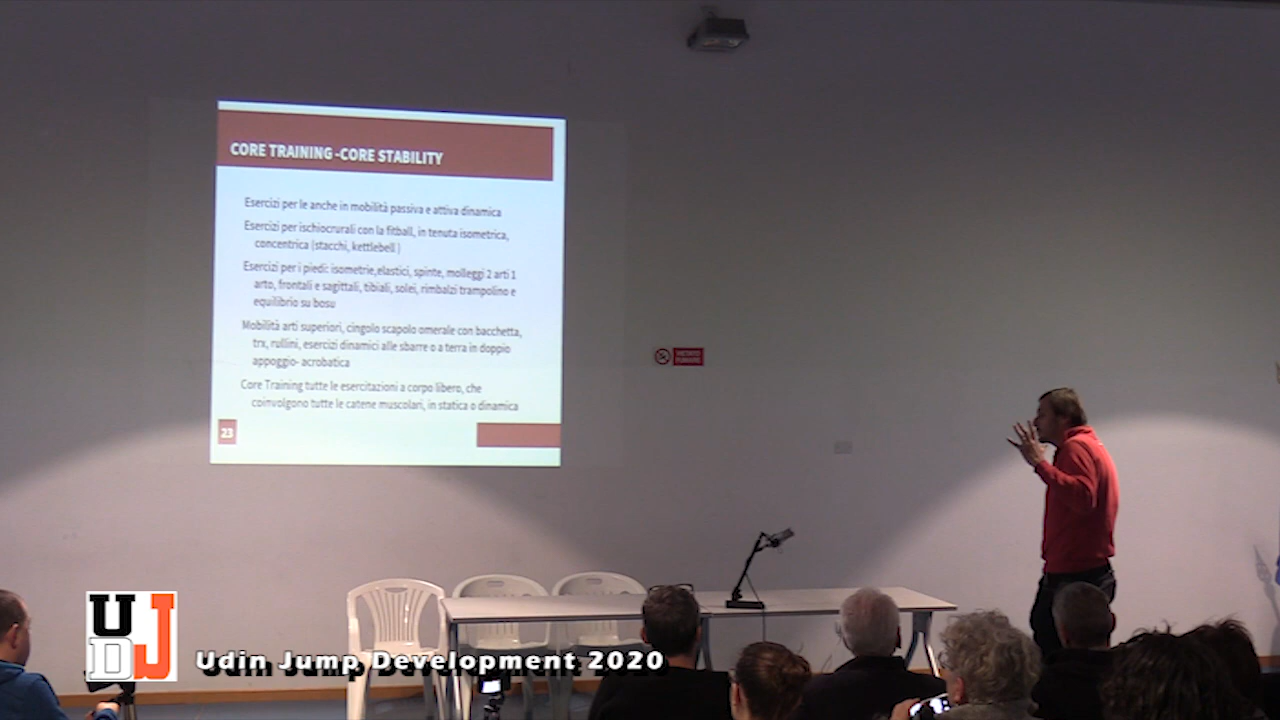 CORE TRAINING -CORE STABILITY
Esercizi per le anche in mobilità passiva e attiva dinamica
Esercizi per ischiocrurali con la fitball, in tenuta isometrica,
concentrica (stacchi, kettlebell )
Esercizi per i piedi: isometrie,elastici, spinte, molleggi 2 arti 1
arto, frontali e sagittali, tibiali, solei, rimbalzi trampolino e
equilibrio su bosu
Mobilità arti superiori, cingolo scapolo omerale con bacchetta,
trx, rullini, esercizi dinamici alle sbarre o a terra in doppio
appoggio- acrobatica
Core Training tutte le esercitazioni a corpo libero, che
coinvolgono tutte le catene muscolari, in statica o dinamica
23
VIETATO
FUMARE
U
DJ
Udin Jump Development 2020